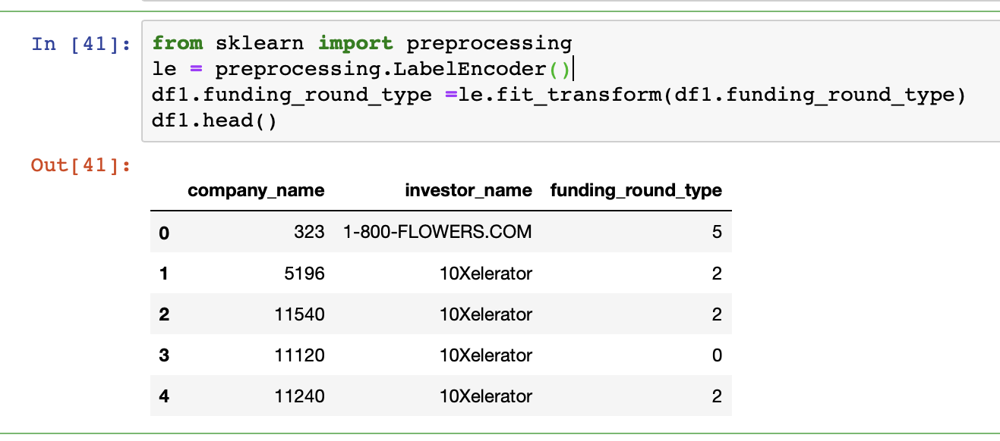 In [41]:
from sklearn import preprocessing
le = preprocessing.LabelEncoder()
df1.funding_round_type =le.fit_transform(df1.funding_round_type)
df1.head()
Out[41]:
company_name investor_name funding_round_type
0 323 1-800-FLOWERS.COM 5
1 5196 10Xelerator 2
2 11540 10Xelerator 2
3 11120 10Xelerator 0
4 11240 10Xelerator 2